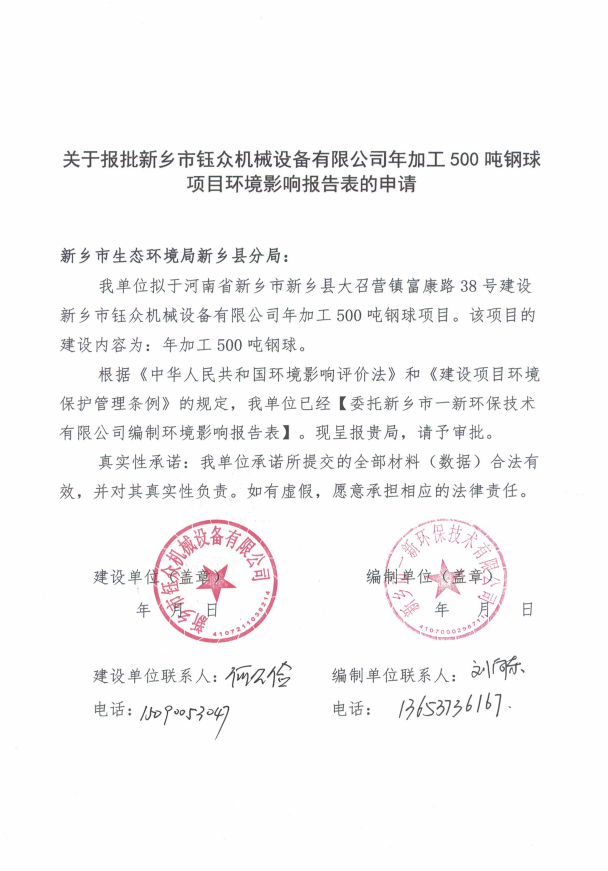 关于报批新乡市钰众机械设备有限公司年加工 500 吨钢球
项目环境影响报告表的申请
新乡市生态环境局新乡县分局：
我单位拟于河南省新乡市新乡县大召营镇富康路 38 号建设
新乡市钰众机械设备有限公司年加工 500 吨钢球项目。该项目的
建设内容为：年加工 500 吨钢球。
根据《中华人民共和国环境影响评价法》和《建设项目环境
保护管理条例》的规定，我单位已经【委托新乡市一新环保技术
有限公司编制环境影响报告表】。现呈报贵局，请予审批。
真实性承诺：我单位承诺所提交的全部材料（数据）合法有
效，并对其真实性负责。如有虚假，愿意承担相应的法律责任。
新乡市钰众机械设备有限公司
4107211039214
新乡市一新环保技术有限公司
建设单位（盖章） 编制单位（盖章）
年 月 日 年 月 日
建设单位联系人： 编制单位联系人：
电话：15090053047 电话：13653736167